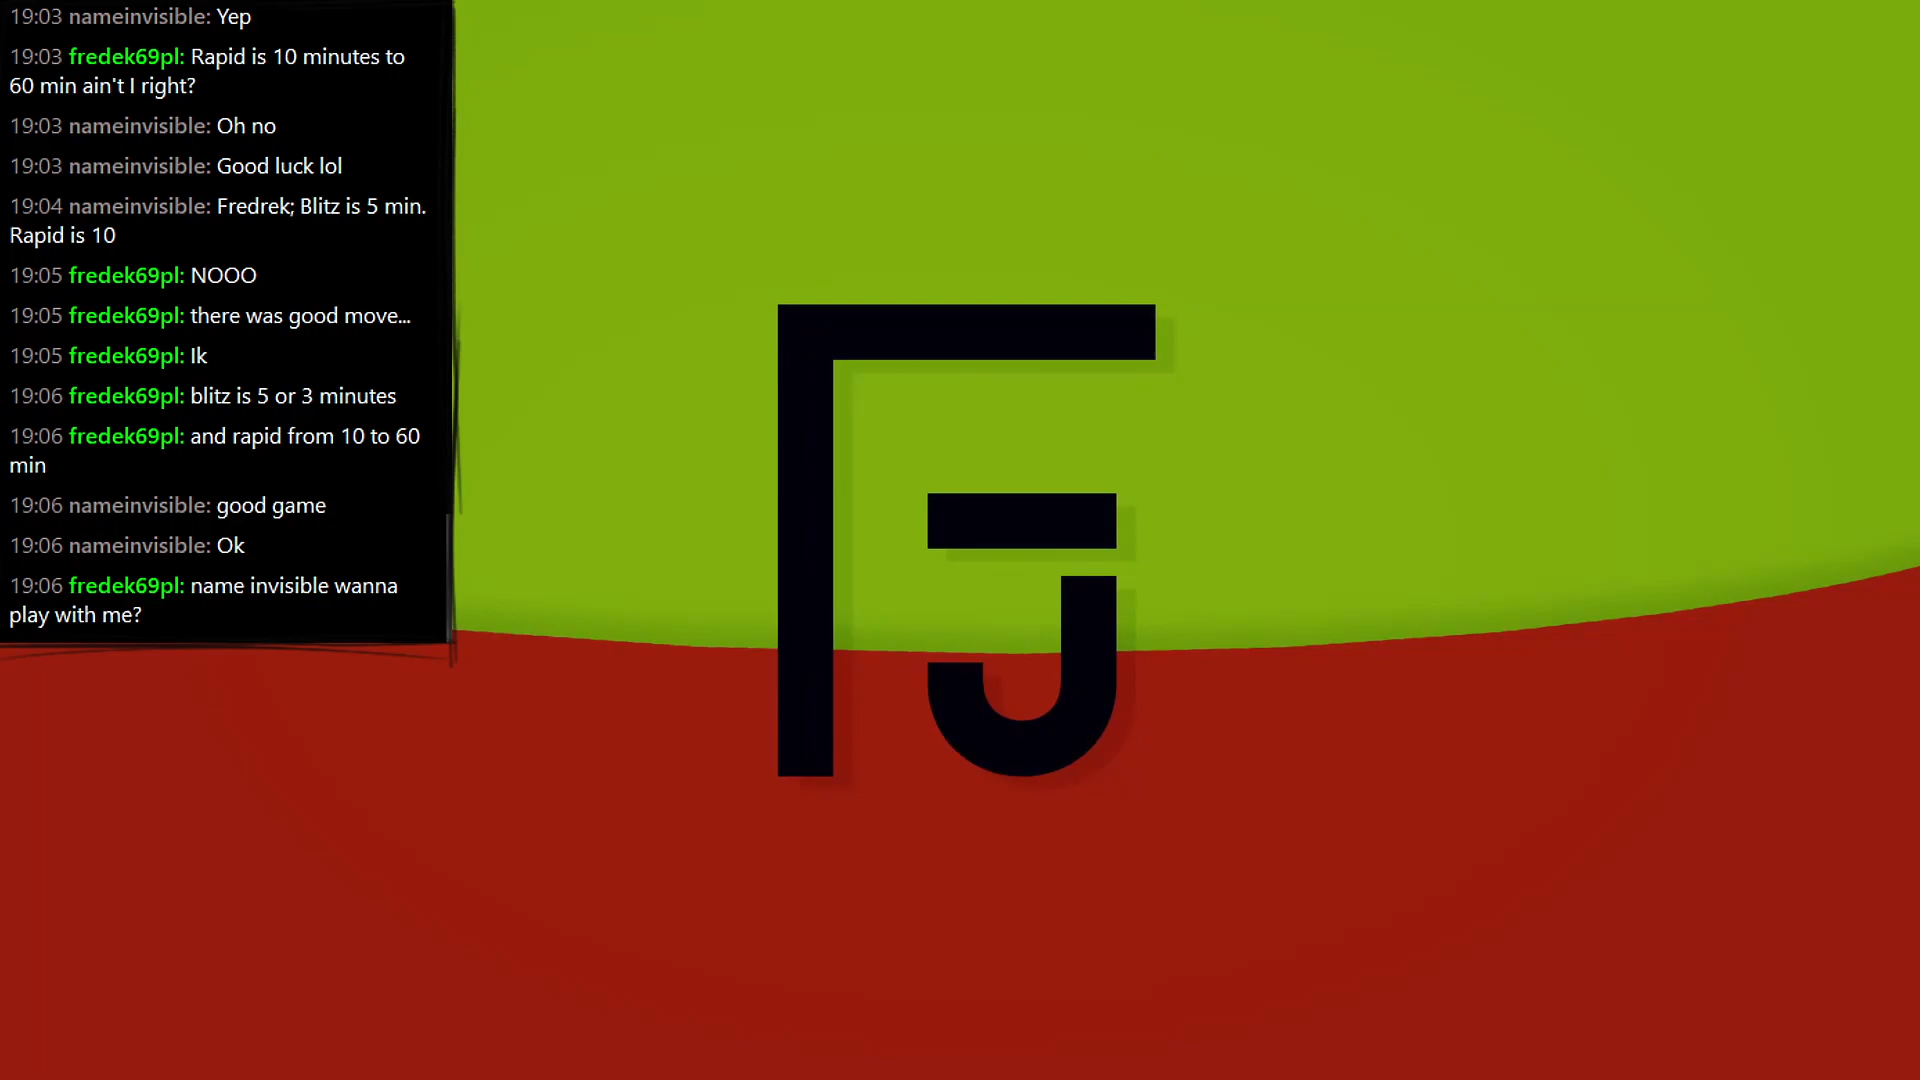 19:03 nameinvisible: Yep
19:03 fredek69pl: Rapid is 10 minutes to
60 min ain't I right?
19:03 nameinvisible: Oh no
19:03 nameinvisible: Good luck lol
19:04 nameinvisible: Fredrek; Blitz is 5 min.
Rapid is 10
19:05 fredek69pl: NOOO
19:05 fredek69pl: there was good move...
19:05 fredek69pl: Ik
19:06 fredek69pl: blitz is 5 or 3 minutes
19:06 fredek69pl: and rapid from 10 to 60
min
19:06 nameinvisible: good game
19:06 nameinvisible: Ok
19:06 fredek69pl: name invisible wanna
play with me?